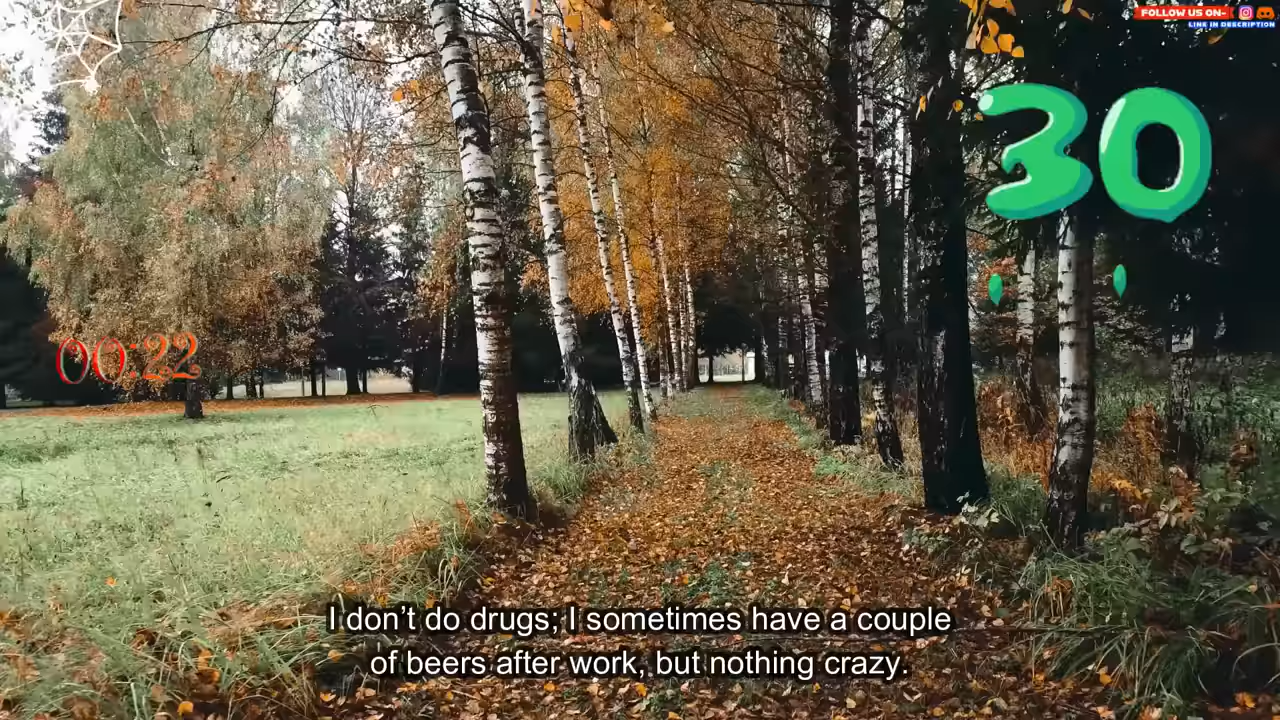 FOLLOW US ON-
LINK IN DESCRIPTION
30
00:22
I don’t do drugs; I sometimes have a couple
of beers after work, but nothing crazy.